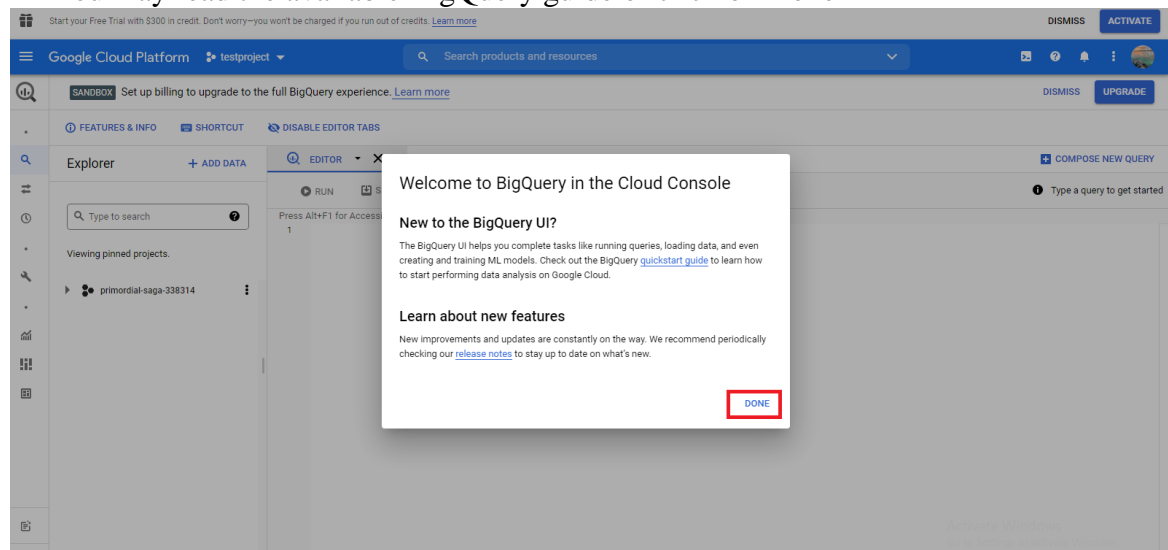 Start your Free Trial with $300 in credit. Don't worry—you won't be charged if you run out of credits. Learn more
DISMISS
ACTIVATE
Google Cloud Platform
testproject
Search products and resources
SANDBOX Set up billing to upgrade to the full BigQuery experience. Learn more
DISMISS
UPGRADE
FEATURES & INFO
SHORTCUT
DISABLE EDITOR TABS
Explorer
+ ADD DATA
EDITOR
COMPOSE NEW QUERY
RUN
Type a query to get started
Type to search
Press Alt+F1 for
1
Viewing pinned projects.
primordial-saga-338314
Welcome to BigQuery in the Cloud Console
New to the BigQuery UI?
The BigQuery UI helps you complete tasks like running queries, loading data, and even
creating and training ML models. Check out the BigQuery quickstart guide to learn how
to start performing data analysis on Google Cloud.
Learn about new features
New improvements and updates are constantly on the way. We recommend periodically
checking our release notes to stay up to date on what's new.
DONE